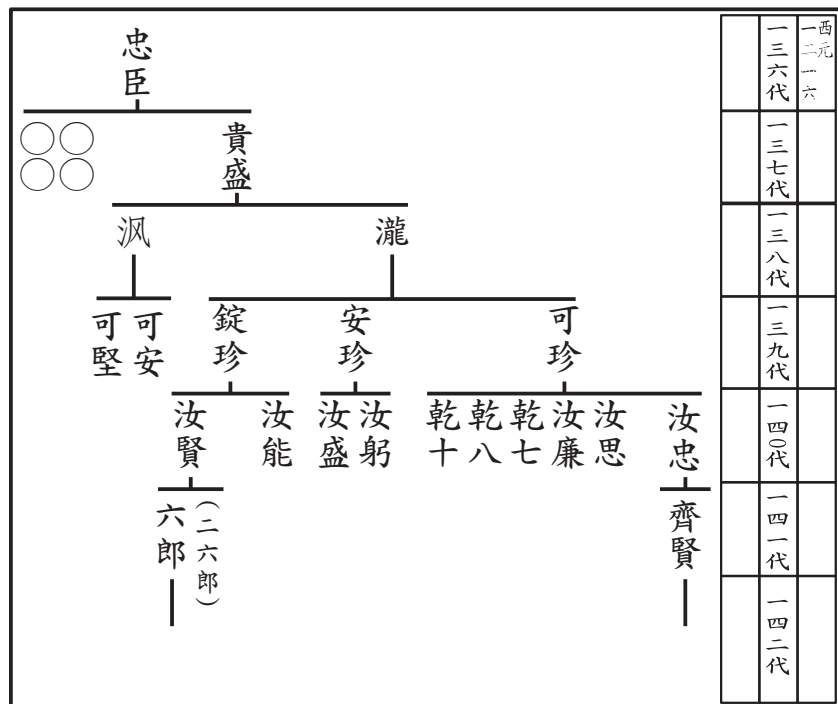 西元
一二一六
一三六代
一三七代
一三八代
一三九代
一四〇代
一四一代
一四二代
忠臣
貴盛
瀧
沨
可珍
安珍
錠珍
可安
可堅
汝忠
汝思
汝廉
乾七
乾八
乾十
汝躬
汝盛
汝能
汝賢
齊賢
(二六郎)
六郎